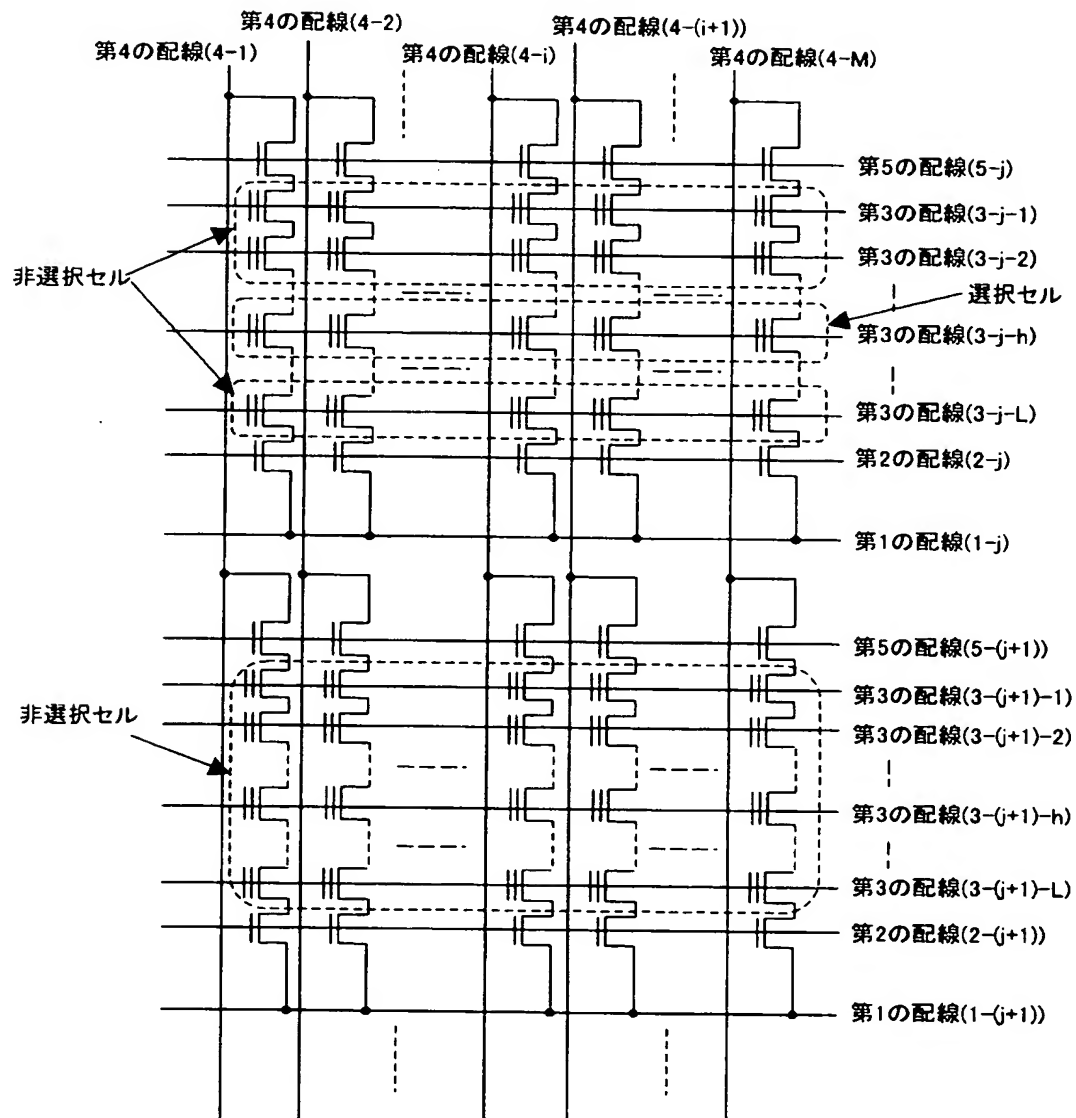 第4の配線(4-2)
第4の配線(4-(i+1))
第4の配線(4-1)
第4の配線(4-i)
第4の配線(4-M)
第5の配線(5-j)
第3の配線(3-j-1)
第3の配線(3-j-2)
非選択セル
選択セル
第3の配線(3-j-h)
第3の配線(3-j-L)
第2の配線(2-j)
第1の配線(1-j)
第5の配線(5-(j+1))
第3の配線(3-(j+1)-1)
非選択セル
第3の配線(3-(j+1)-2)
第3の配線(3-(j+1)-h)
第3の配線(3-(j+1)-L)
第2の配線(2-(j+1))
第1の配線(1-(j+1))